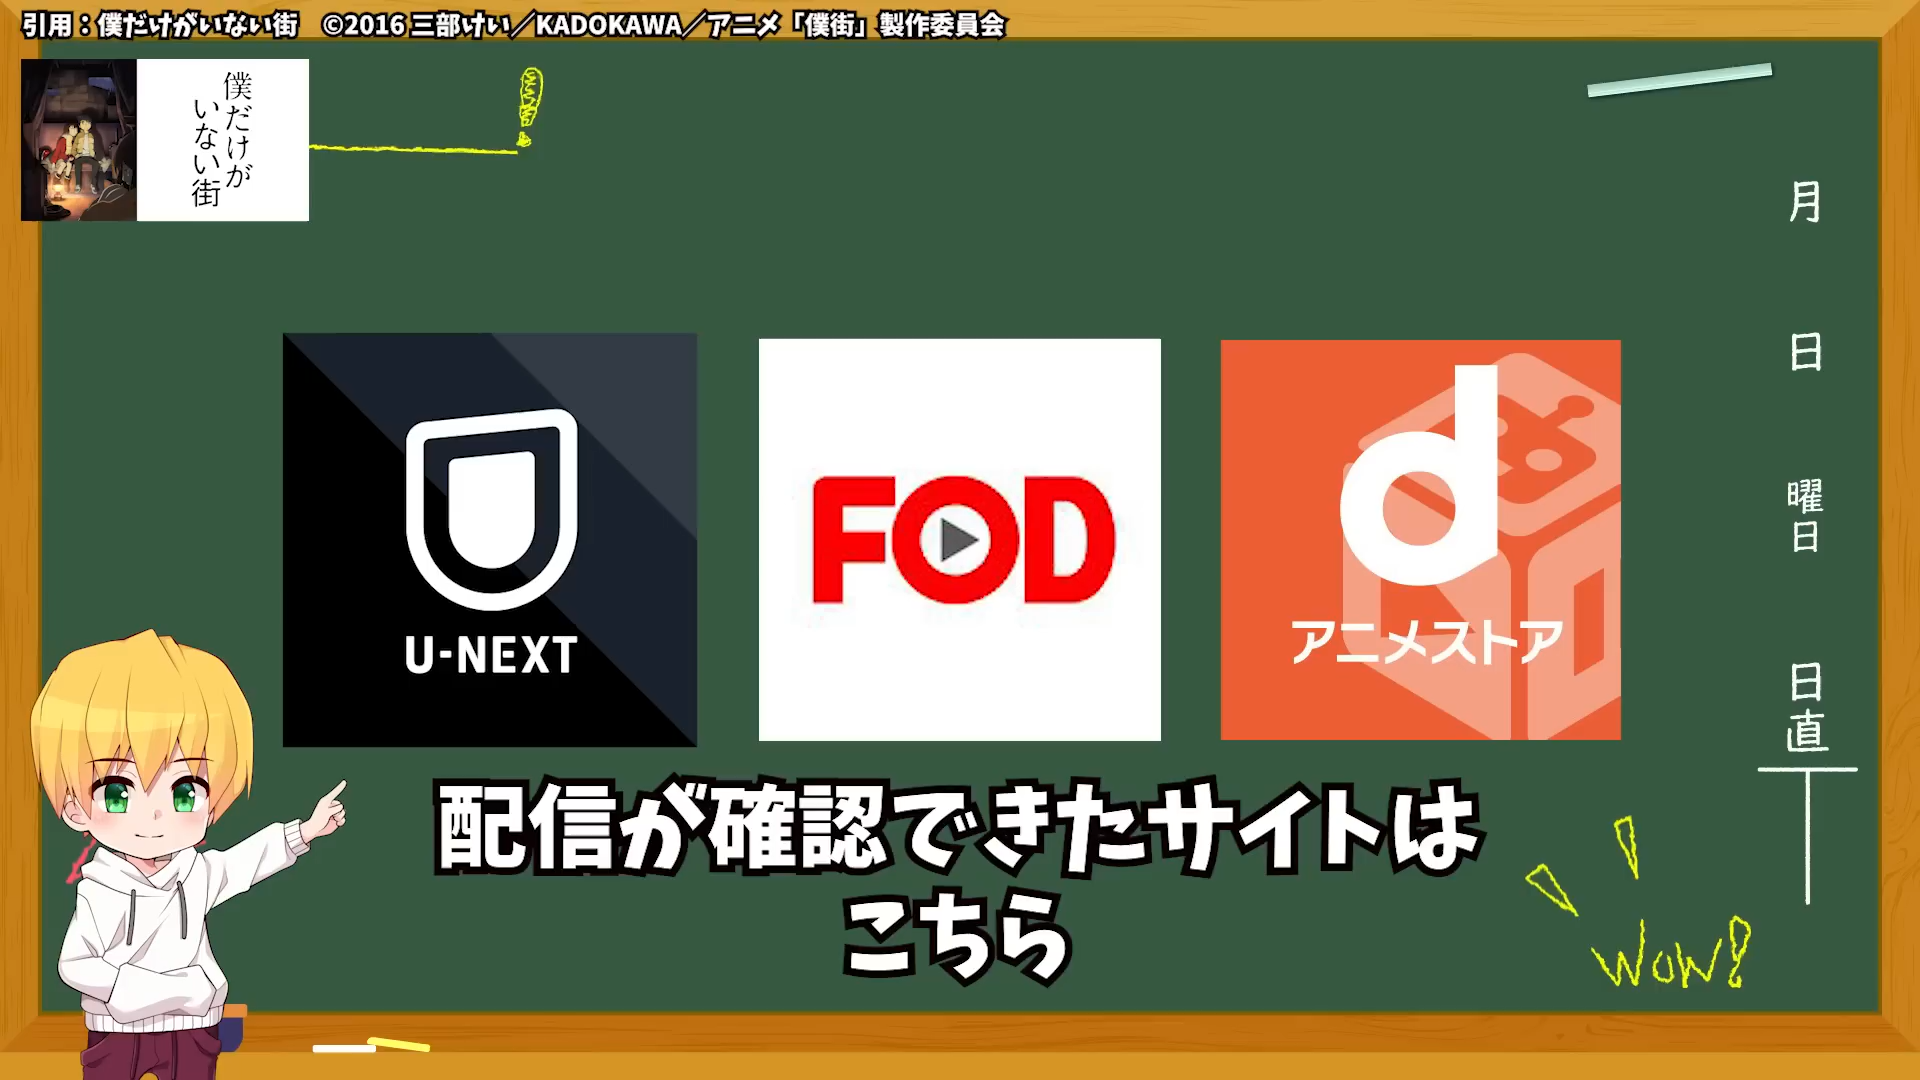 引用：僕だけがいない街　©2016 三部けい／KADOKAWA／アニメ「僕街」製作委員会
僕だけが
いない街
月
日
曜日
日直
U-NEXT
FOD
d
アニメストア
配信が確認できたサイトは
こちら
WOW!